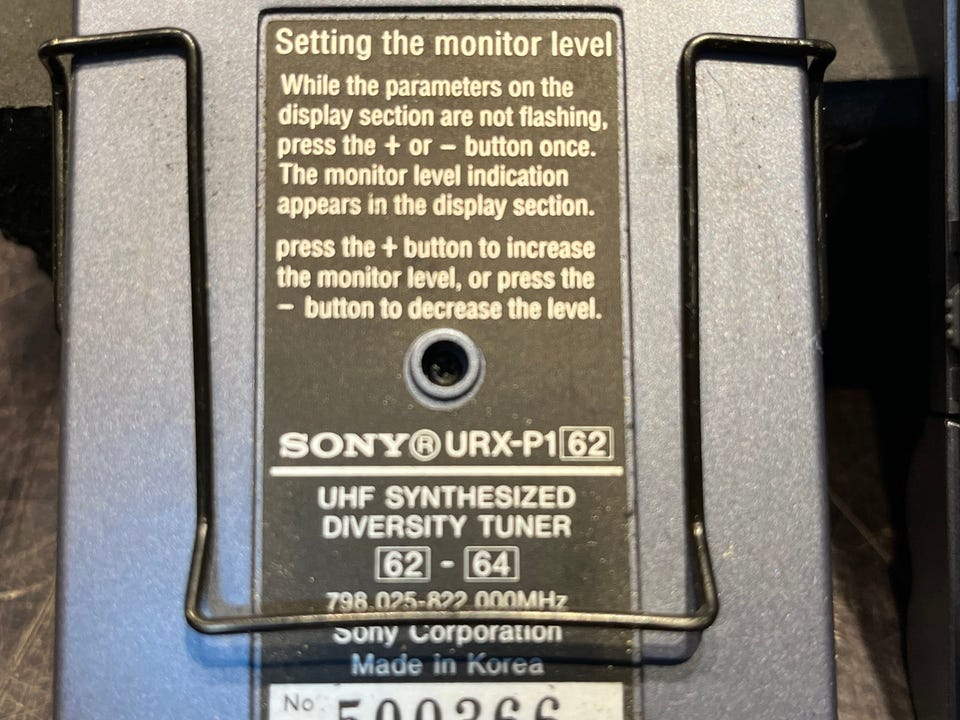 Setting the monitor level
While the parameters on the
display section are not flashing,
press the + or − button once.
The monitor level indication
appears in the display section.
press the + button to increase
the monitor level, or press the
− button to decrease the level.
SONY® URX-P1 62
UHF SYNTHESIZED
DIVERSITY TUNER
62 - 64
798.025-822.000MHz
Sony Corporation
Made in Korea
No. 500366